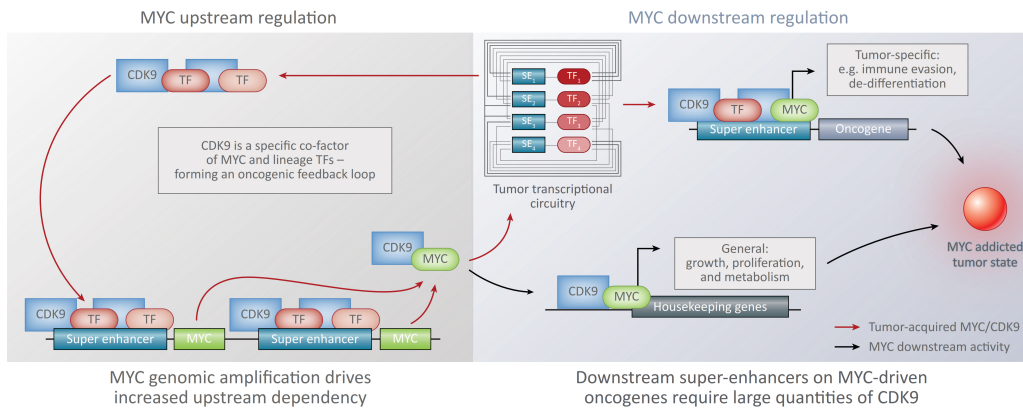 MYC upstream regulation
MYC downstream regulation
CDK9
TF
TF
CDK9 is a specific co-factor
of MYC and lineage TFs –
forming an oncogenic feedback loop
CDK9
MYC
CDK9
TF
TF
Super enhancer
MYC
CDK9
TF
TF
Super enhancer
MYC
SE1
TF1
SE2
TF2
SE3
TF3
SE4
TF4
Tumor transcriptional
circuitry
Tumor-specific:
e.g. immune evasion,
de-differentiation
CDK9
TF
MYC
Super enhancer
Oncogene
General:
growth, proliferation,
and metabolism
CDK9
MYC
Housekeeping genes
MYC addicted
tumor state
Tumor-acquired MYC/CDK9
MYC downstream activity
MYC genomic amplification drives
increased upstream dependency
Downstream super-enhancers on MYC-driven
oncogenes require large quantities of CDK9